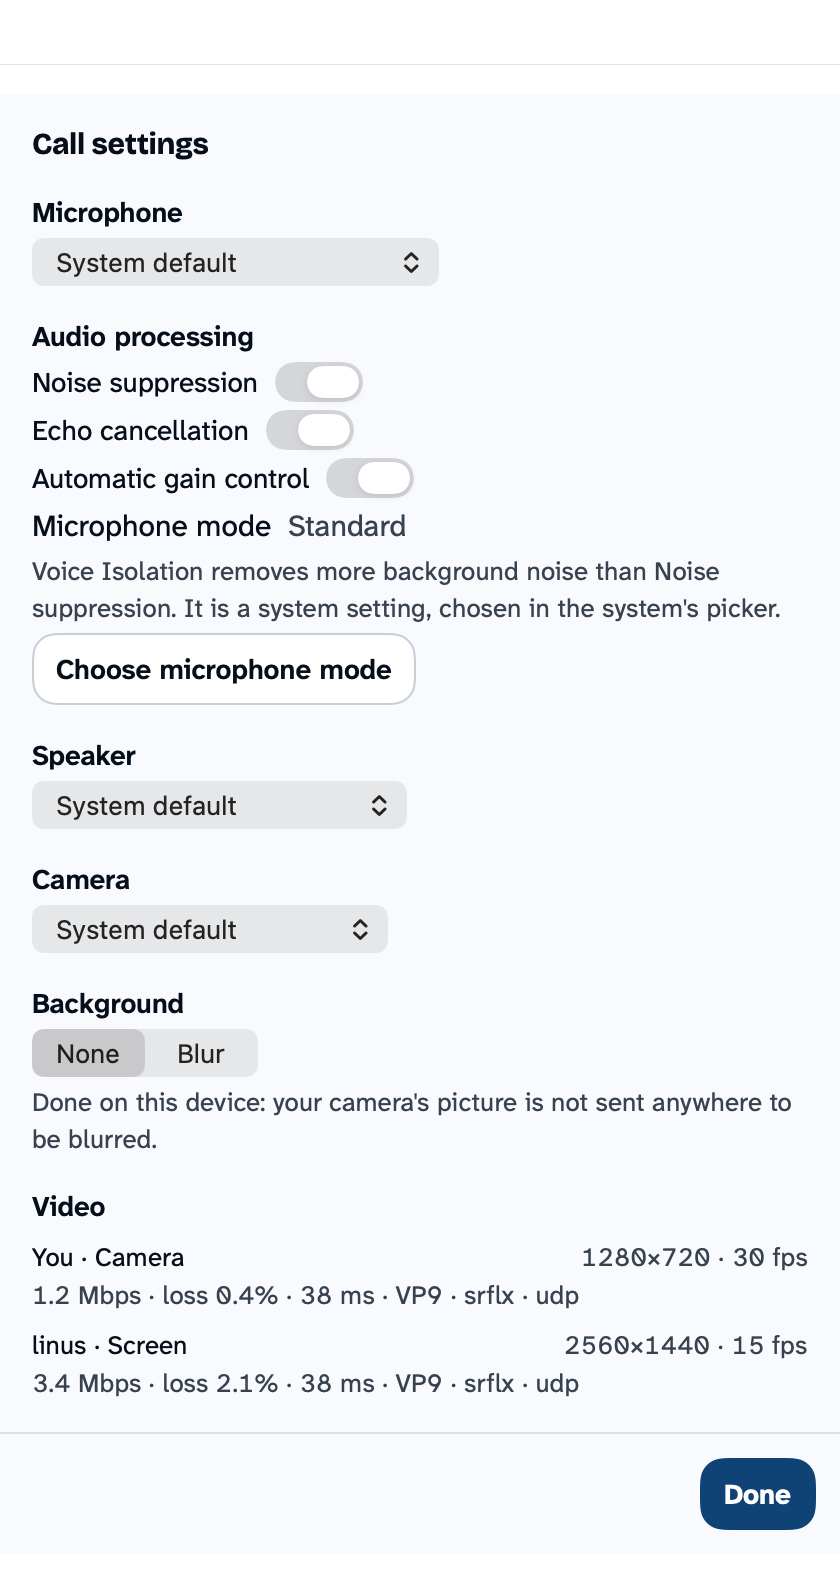 Call settings
Microphone
System default
Audio processing
Noise suppression
Echo cancellation
Automatic gain control
Microphone mode Standard
Voice Isolation removes more background noise than Noise
suppression. It is a system setting, chosen in the system's picker.
Choose microphone mode
Speaker
System default
Camera
System default
Background
None Blur
Done on this device: your camera's picture is not sent anywhere to
be blurred.
Video
You · Camera 1280×720 · 30 fps
1.2 Mbps · loss 0.4% · 38 ms · VP9 · srflx · udp
linus · Screen 2560×1440 · 15 fps
3.4 Mbps · loss 2.1% · 38 ms · VP9 · srflx · udp
Done